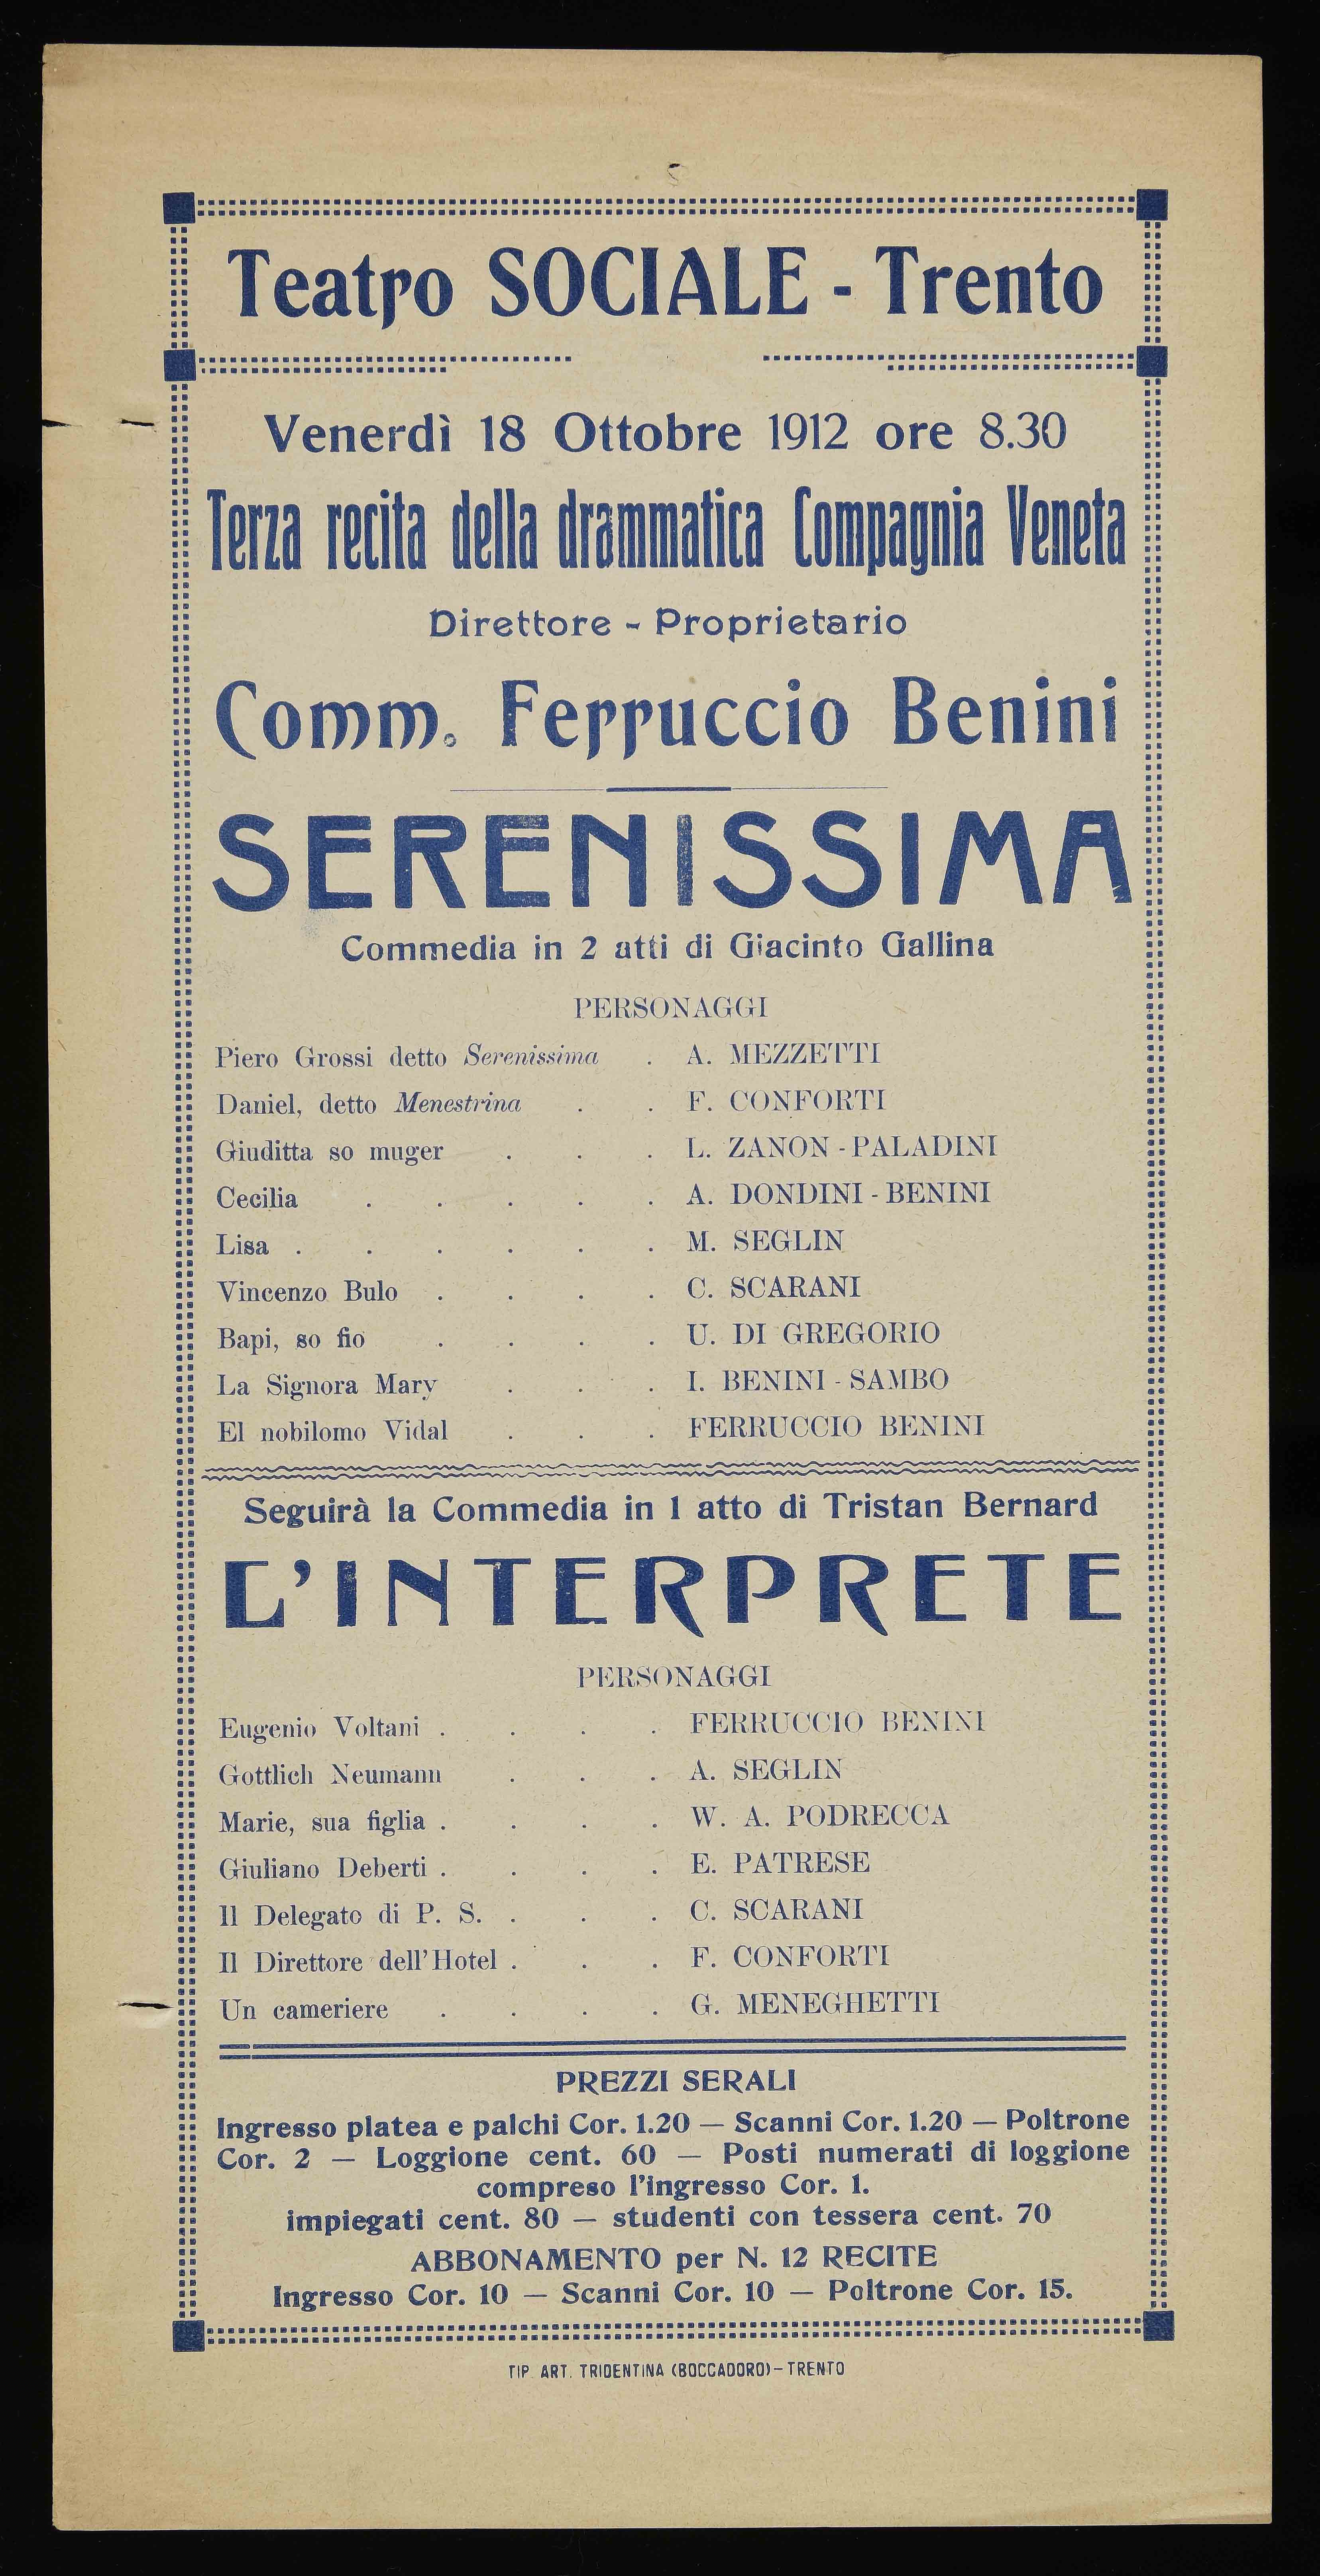 Teatro SOCIALE - Trento
Venerdì 18 Ottobre 1912 ore 8.30
Terza recita della drammatica Compagnia Veneta
Direttore - Proprietario
Comm. Ferruccio Benini
SERENISSIMA
Commedia in 2 atti di Giacinto Gallina
PERSONAGGI
Piero Grossi detto Serenissima . A. MEZZETTI
Daniel, detto Menestrina . . F. CONFORTI
Giuditta so muger . . . L. ZANON - PALADINI
Cecilia . . . . . A. DONDINI - BENINI
Lisa . . . . . . M. SEGLIN
Vincenzo Bulo . . . . C. SCARANI
Bapi, so fio . . . . U. DI GREGORIO
La Signora Mary . . . I. BENINI - SAMBO
El nobilomo Vidal . . . FERRUCCIO BENINI
Seguirà la Commedia in 1 atto di Tristan Bernard
L'INTERPRETE
PERSONAGGI
Eugenio Voltani . . . . FERRUCCIO BENINI
Gottlich Neumann . . . A. SEGLIN
Marie, sua figlia . . . . W. A. PODRECCA
Giuliano Deberti . . . . E. PATRESE
Il Delegato di P. S. . . . C. SCARANI
Il Direttore dell'Hotel . . . F. CONFORTI
Un cameriere . . . . G. MENEGHETTI
PREZZI SERALI
Ingresso platea e palchi Cor. 1.20 — Scanni Cor. 1.20 — Poltrone
Cor. 2 — Loggione cent. 60 — Posti numerati di loggione
compreso l'ingresso Cor. 1.
impiegati cent. 80 — studenti con tessera cent. 70
ABBONAMENTO per N. 12 RECITE
Ingresso Cor. 10 — Scanni Cor. 10 — Poltrone Cor. 15.
TIP. ART. TRIDENTINA (BOCCADORO) - TRENTO